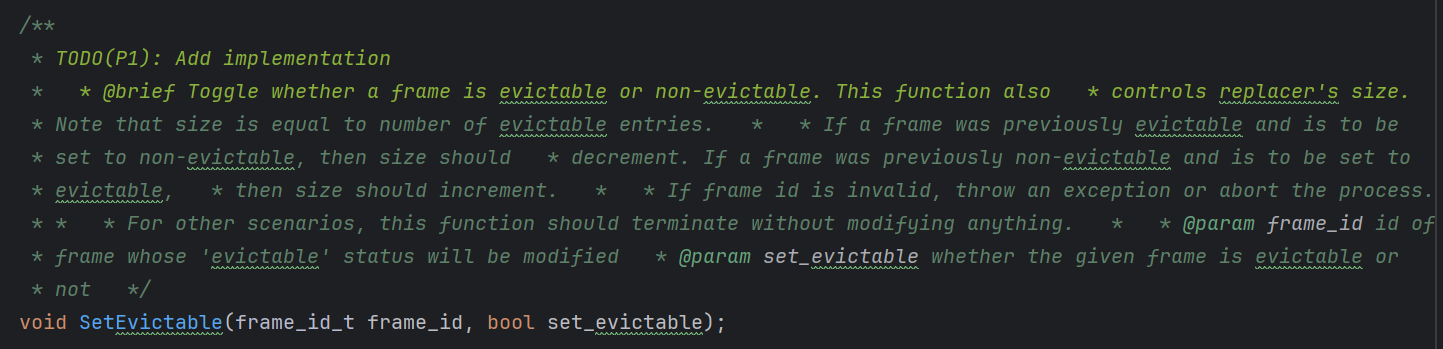 /**
 * TODO(P1): Add implementation
 *   * @brief Toggle whether a frame is evictable or non-evictable. This function also   * controls replacer's size.
 * Note that size is equal to number of evictable entries.   *   * If a frame was previously evictable and is to be
 * set to non-evictable, then size should   * decrement. If a frame was previously non-evictable and is to be set to
 * evictable,   * then size should increment.   *   * If frame id is invalid, throw an exception or abort the process.
 * *   * For other scenarios, this function should terminate without modifying anything.   *   * @param frame_id id of
 * frame whose 'evictable' status will be modified   * @param set_evictable whether the given frame is evictable or
 * not   */
void SetEvictable(frame_id_t frame_id, bool set_evictable);